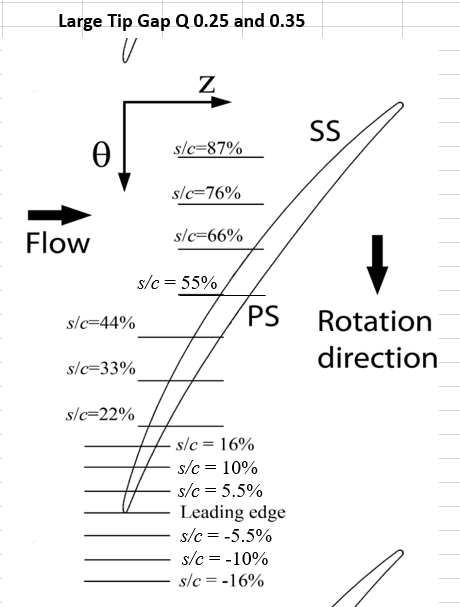 Large Tip Gap Q 0.25 and 0.35
Z
SS
θ
s/c=87%
s/c=76%
Flow
s/c=66%
s/c = 55%
PS
Rotation
direction
s/c=44%
s/c=33%
s/c=22%
s/c = 16%
s/c = 10%
s/c = 5.5%
Leading edge
s/c = -5.5%
s/c = -10%
s/c = -16%